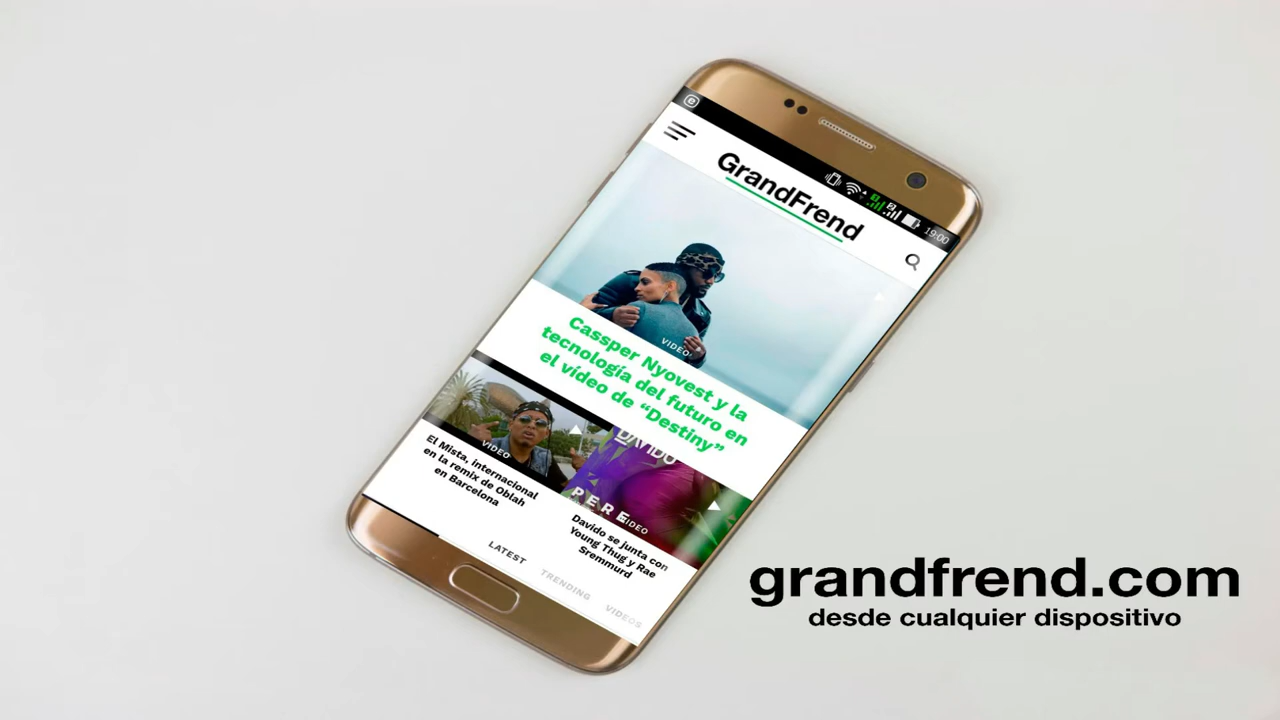 19:00
GrandFrend
VIDEO
Cassper Nyovest y la
tecnología del futuro en
el vídeo de “Destiny”
VIDEO
El Mista, internacional
en la remix de Oblah
en Barcelona
DAVIDO
PERE
VIDEO
Davido se junta con
Young Thug y Rae
Sremmurd
LATEST
TRENDING
VIDEOS
grandfrend.com
desde cualquier dispositivo